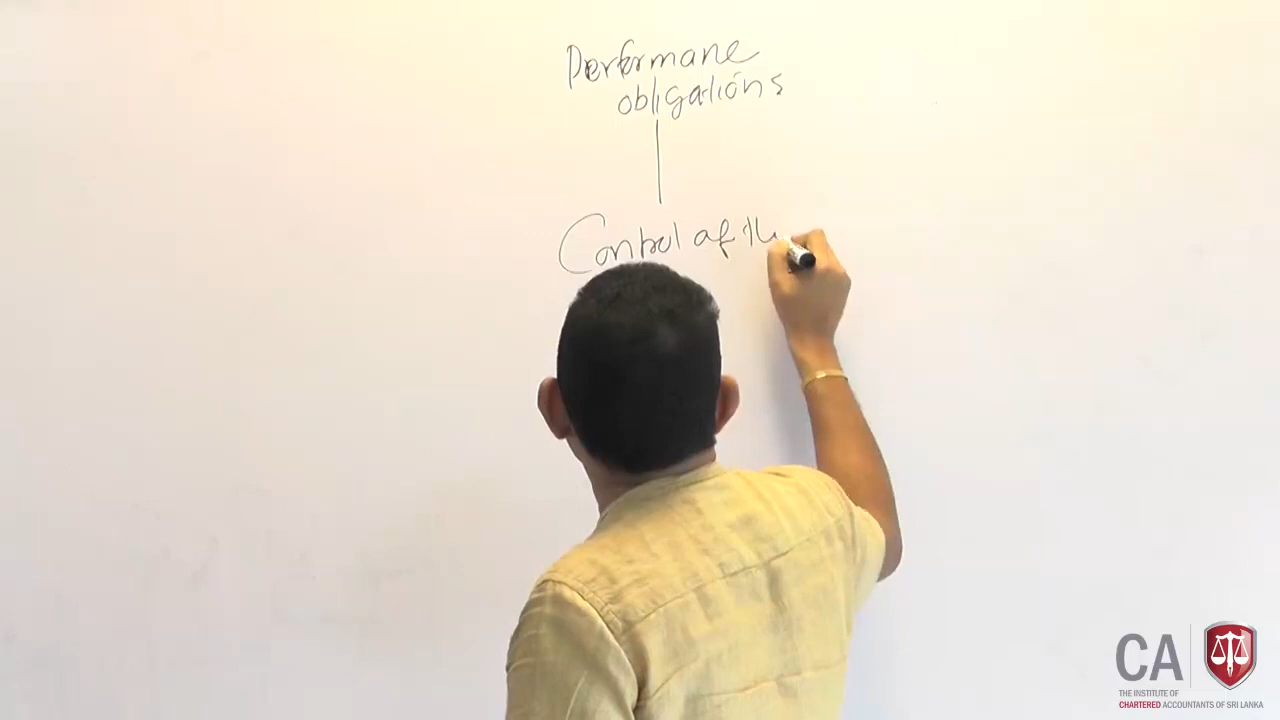 Performane
obligations
Control of the
CA
THE INSTITUTE OF
CHARTERED ACCOUNTANTS OF SRI LANKA